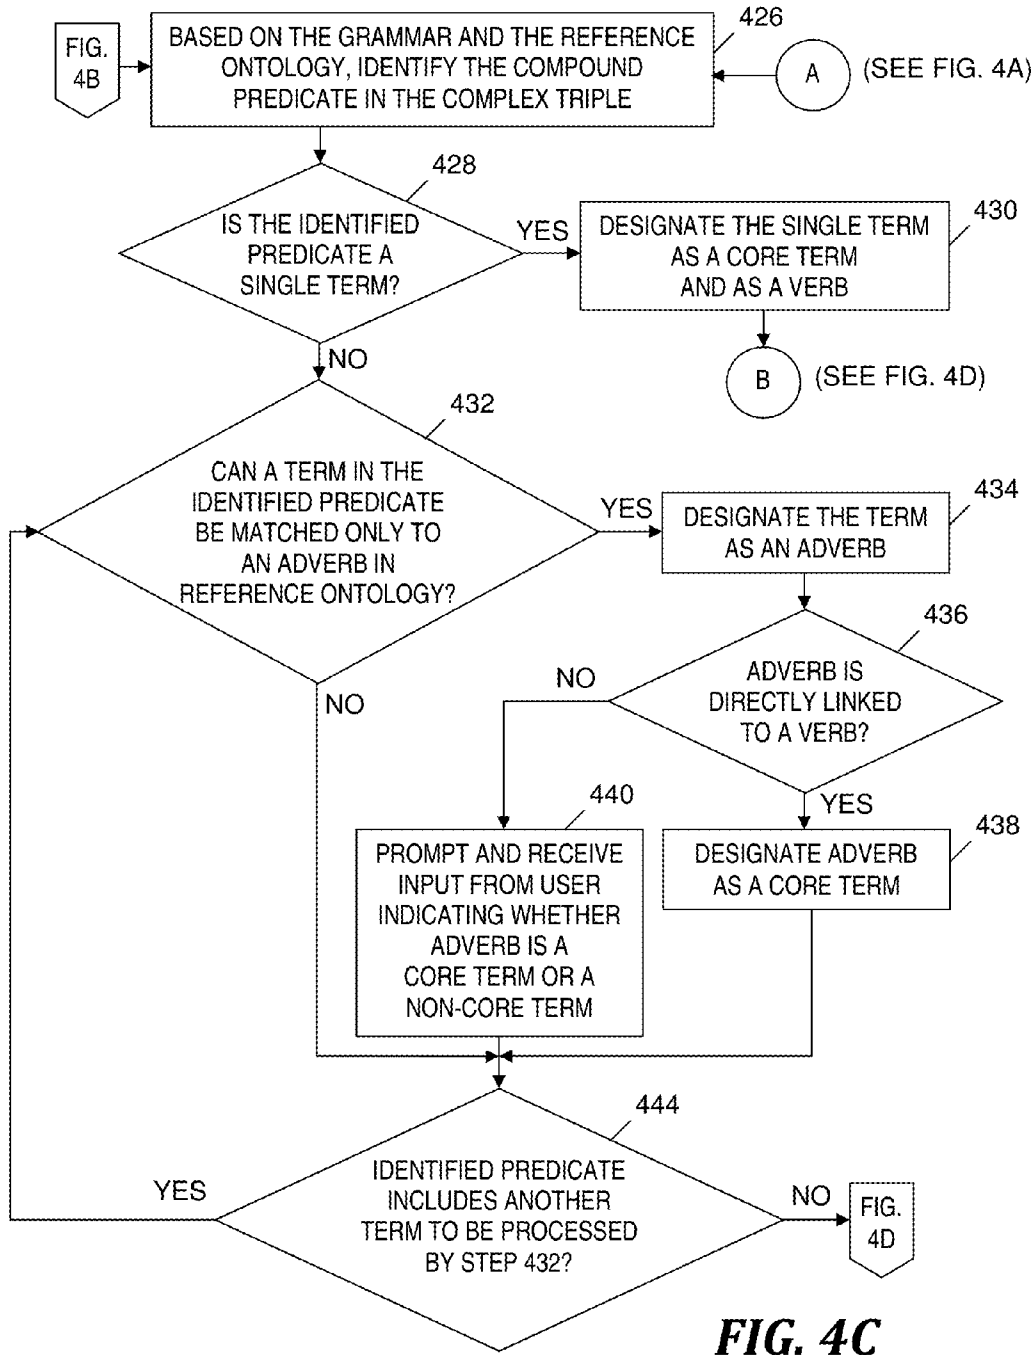 FIG.
4B
BASED ON THE GRAMMAR AND THE REFERENCE
ONTOLOGY, IDENTIFY THE COMPOUND
PREDICATE IN THE COMPLEX TRIPLE
426
A
(SEE FIG. 4A)
428
IS THE IDENTIFIED
PREDICATE A
SINGLE TERM?
YES
430
DESIGNATE THE SINGLE TERM
AS A CORE TERM
AND AS A VERB
NO
B
(SEE FIG. 4D)
432
CAN A TERM IN THE
IDENTIFIED PREDICATE
BE MATCHED ONLY TO
AN ADVERB IN
REFERENCE ONTOLOGY?
YES
434
DESIGNATE THE TERM
AS AN ADVERB
NO
436
ADVERB IS
DIRECTLY LINKED
TO A VERB?
NO
YES
440
PROMPT AND RECEIVE
INPUT FROM USER
INDICATING WHETHER
ADVERB IS A
CORE TERM OR A
NON-CORE TERM
438
DESIGNATE ADVERB
AS A CORE TERM
444
IDENTIFIED PREDICATE
INCLUDES ANOTHER
TERM TO BE PROCESSED
BY STEP 432?
YES
NO
FIG.
4D
FIG. 4C